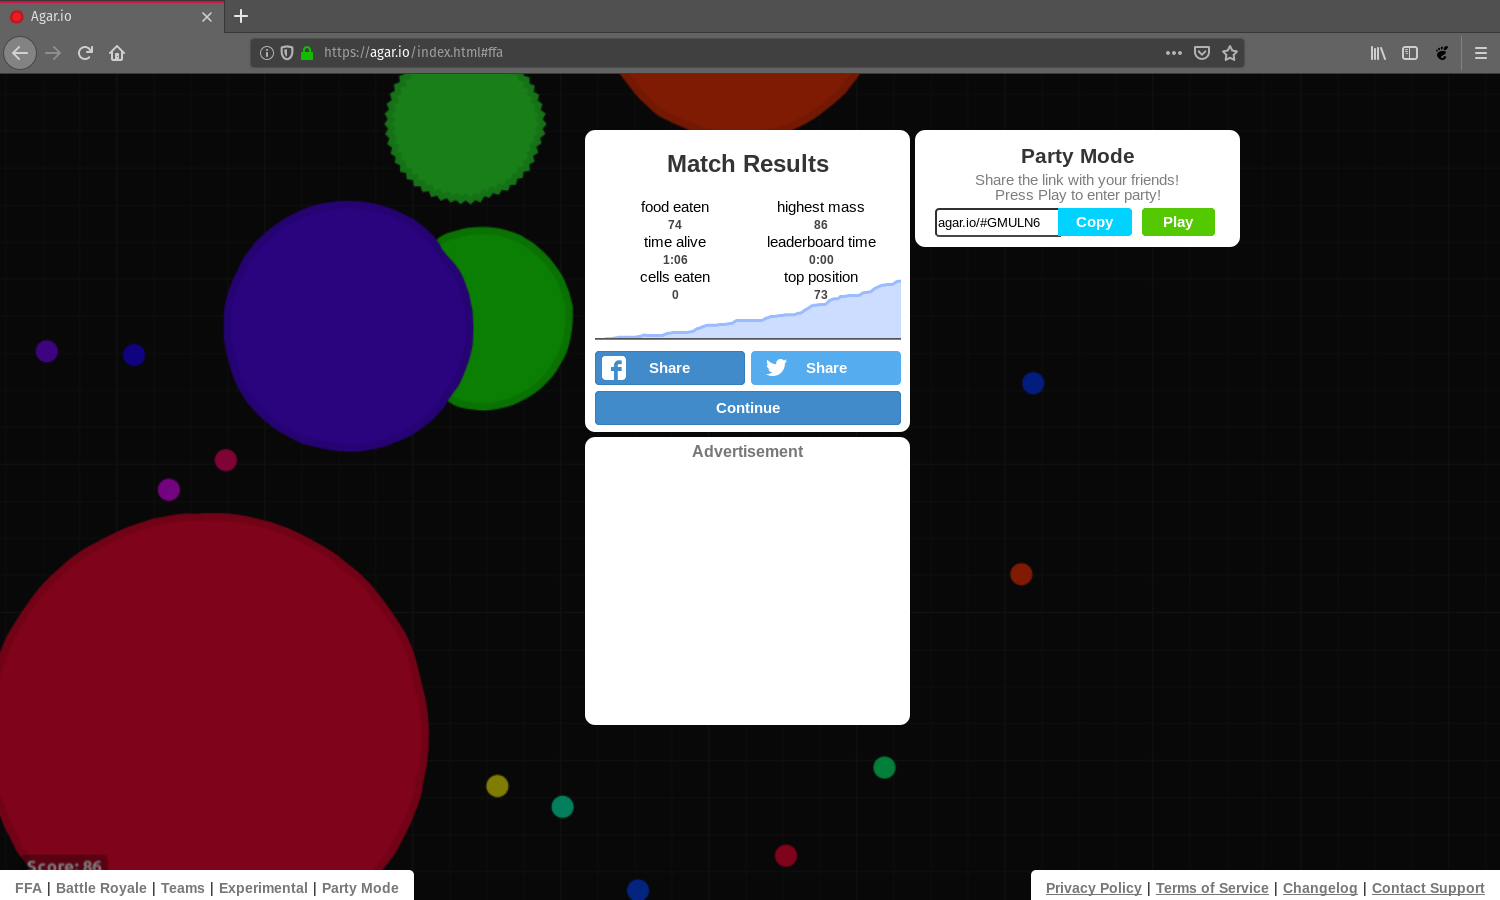 Agar.io
https://agar.io/index.html#ffa
Match Results
food eaten
74
highest mass
86
time alive
1:06
leaderboard time
0:00
cells eaten
0
top position
73
Share
Share
Continue
Advertisement
Party Mode
Share the link with your friends!
Press Play to enter party!
agar.io/#GMULN6
Copy
Play
Score: 86
FFA | Battle Royale | Teams | Experimental | Party Mode
Privacy Policy | Terms of Service | Changelog | Contact Support